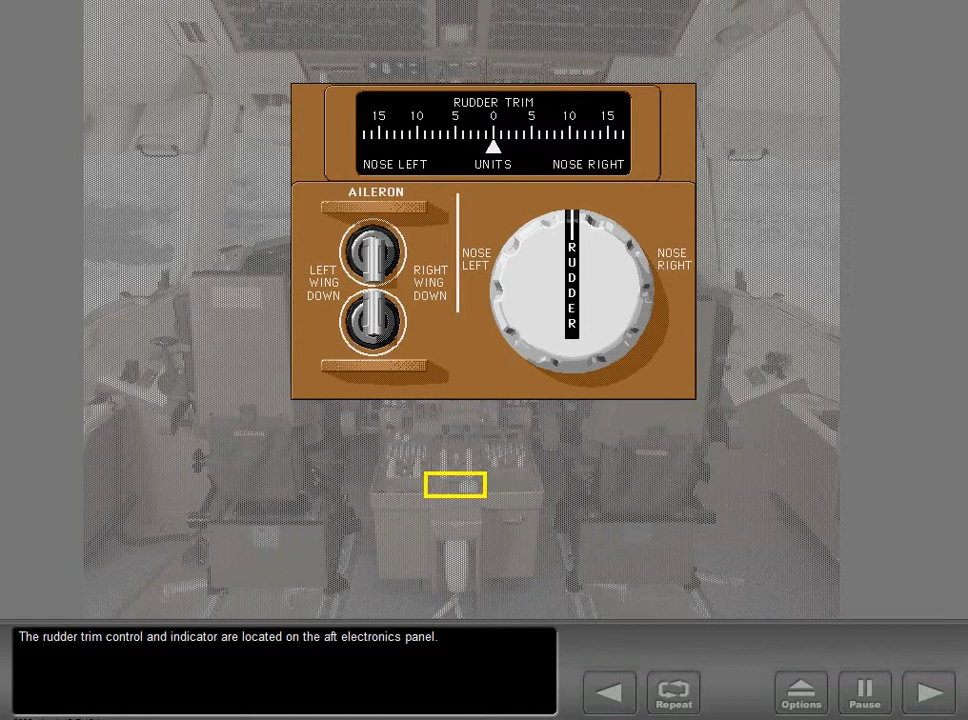 RUDDER TRIM
15 10 5 0 5 10 15
NOSE LEFT UNITS NOSE RIGHT
AILERON
LEFT
WING
DOWN
RIGHT
WING
DOWN
NOSE
LEFT
RUDDER
NOSE
RIGHT
The rudder trim control and indicator are located on the aft electronics panel.
Repeat
Options
Pause